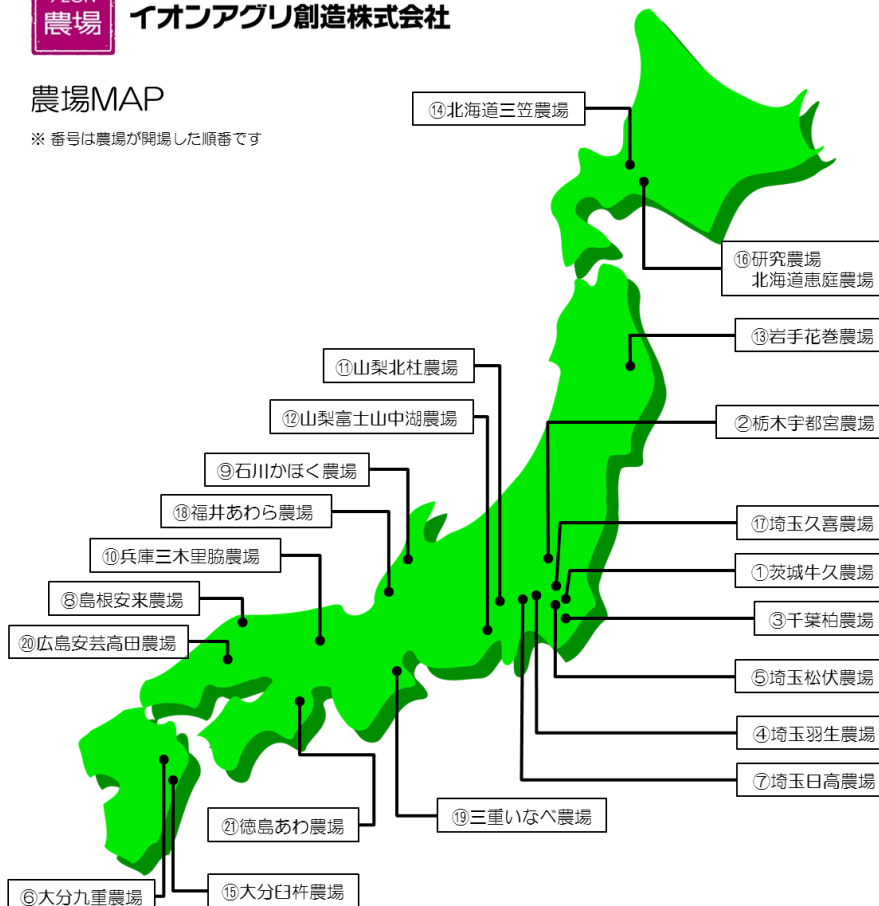 農場
イオンアグリ創造株式会社
農場MAP
※ 番号は農場が開場した順番です
⑭北海道三笠農場
⑯研究農場
北海道恵庭農場
⑬岩手花巻農場
⑪山梨北杜農場
⑫山梨富士山中湖農場
②栃木宇都宮農場
⑨石川かほく農場
⑱福井あわら農場
⑰埼玉久喜農場
⑩兵庫三木里脇農場
①茨城牛久農場
⑧島根安来農場
③千葉柏農場
⑳広島安芸高田農場
⑤埼玉松伏農場
④埼玉羽生農場
⑦埼玉日高農場
⑲三重いなべ農場
㉑徳島あわ農場
⑥大分九重農場
⑮大分臼杵農場